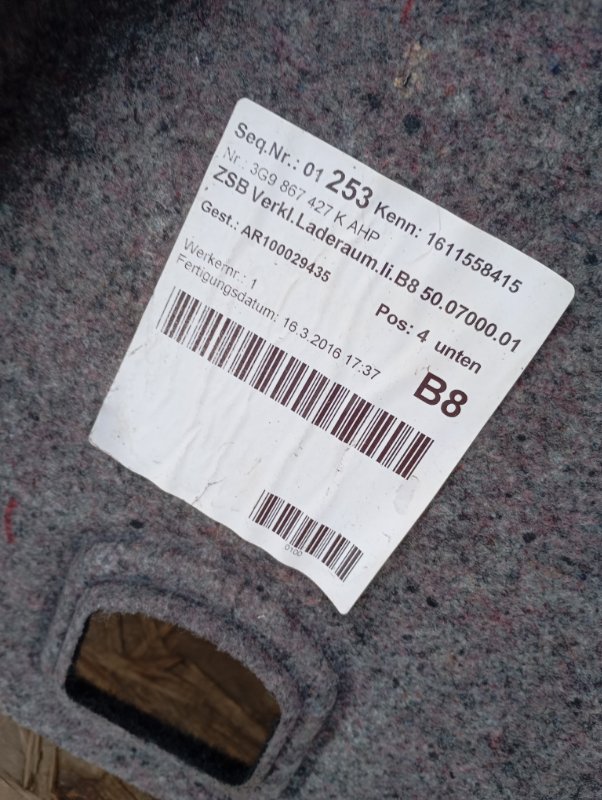 Seq.Nr.: 01 253 Kenn: 1611558415
Nr.: 3G9 867 427 K AHP
ZSB Verkl.Laderaum.li.B8 50.07000.01
Gest.: AR100029435
Pos: 4 unten
Werkernr.: 1
Fertigungsdatum: 16.3.2016 17:37
B8
0100